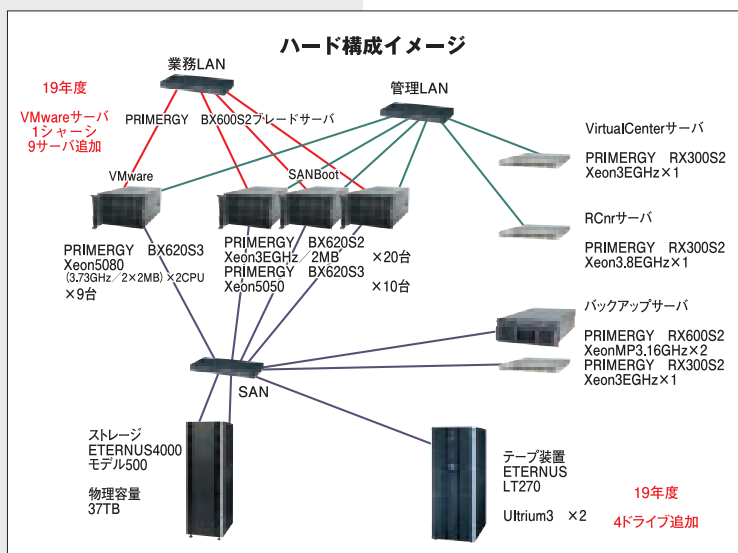 ハード構成イメージ
業務LAN
管理LAN
19年度
VMwareサーバ
1シャーシ
9サーバ追加
PRIMERGY BX600S2ブレードサーバ
VirtualCenterサーバ
PRIMERGY RX300S2
Xeon3EGHz×1
VMware
SANBoot
PRIMERGY BX620S3
Xeon5080
(3.73GHz/2×2MB)×2CPU
×9台
PRIMERGY BX620S2
Xeon3EGHz/2MB
×20台
PRIMERGY BX620S3
Xeon5050
×10台
RCnrサーバ
PRIMERGY RX300S2
Xeon3.8EGHz×1
バックアップサーバ
PRIMERGY RX600S2
XeonMP3.16GHz×2
PRIMERGY RX300S2
Xeon3EGHz×1
SAN
ストレージ
ETERNUS4000
モデル500
物理容量
37TB
テープ装置
ETERNUS
LT270
Ultrium3 ×2
19年度
4ドライブ追加